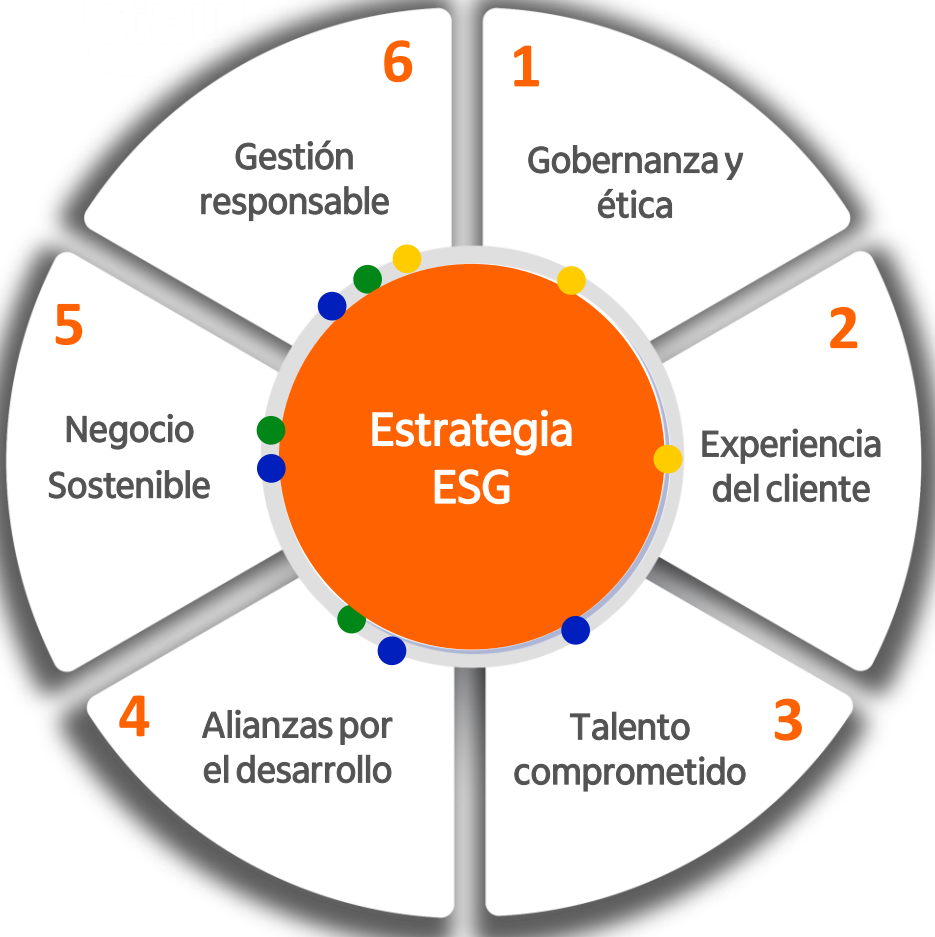 Estrategia
ESG
1
Gobernanza y
ética
2
Experiencia
del cliente
3
Talento
comprometido
4
Alianzas por
el desarrollo
5
Negocio
Sostenible
6
Gestión
responsable